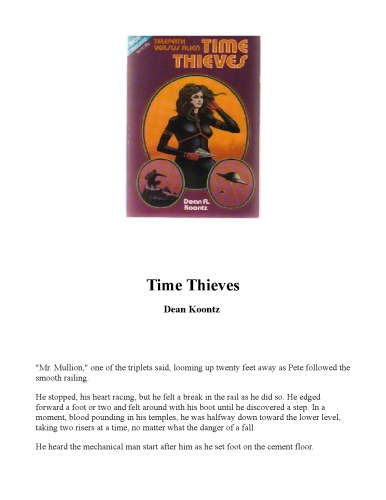 TELEPATH
VERSUS ALIEN
TIME
THIEVES
Dean R.
Koontz
Time Thieves
Dean Koontz
"Mr. Mullion," one of the triplets said, looming up twenty feet away as Pete followed the
smooth railing.
He stopped, his heart racing, but he felt a break in the rail as he did so. He edged
forward a foot or two and felt around with his boot until he discovered a step. In a
moment, blood pounding in his temples, he was halfway down toward the lower level,
taking two risers at a time, no matter what the danger of a fall.
He heard the mechanical man start after him as he set foot on the cement floor.